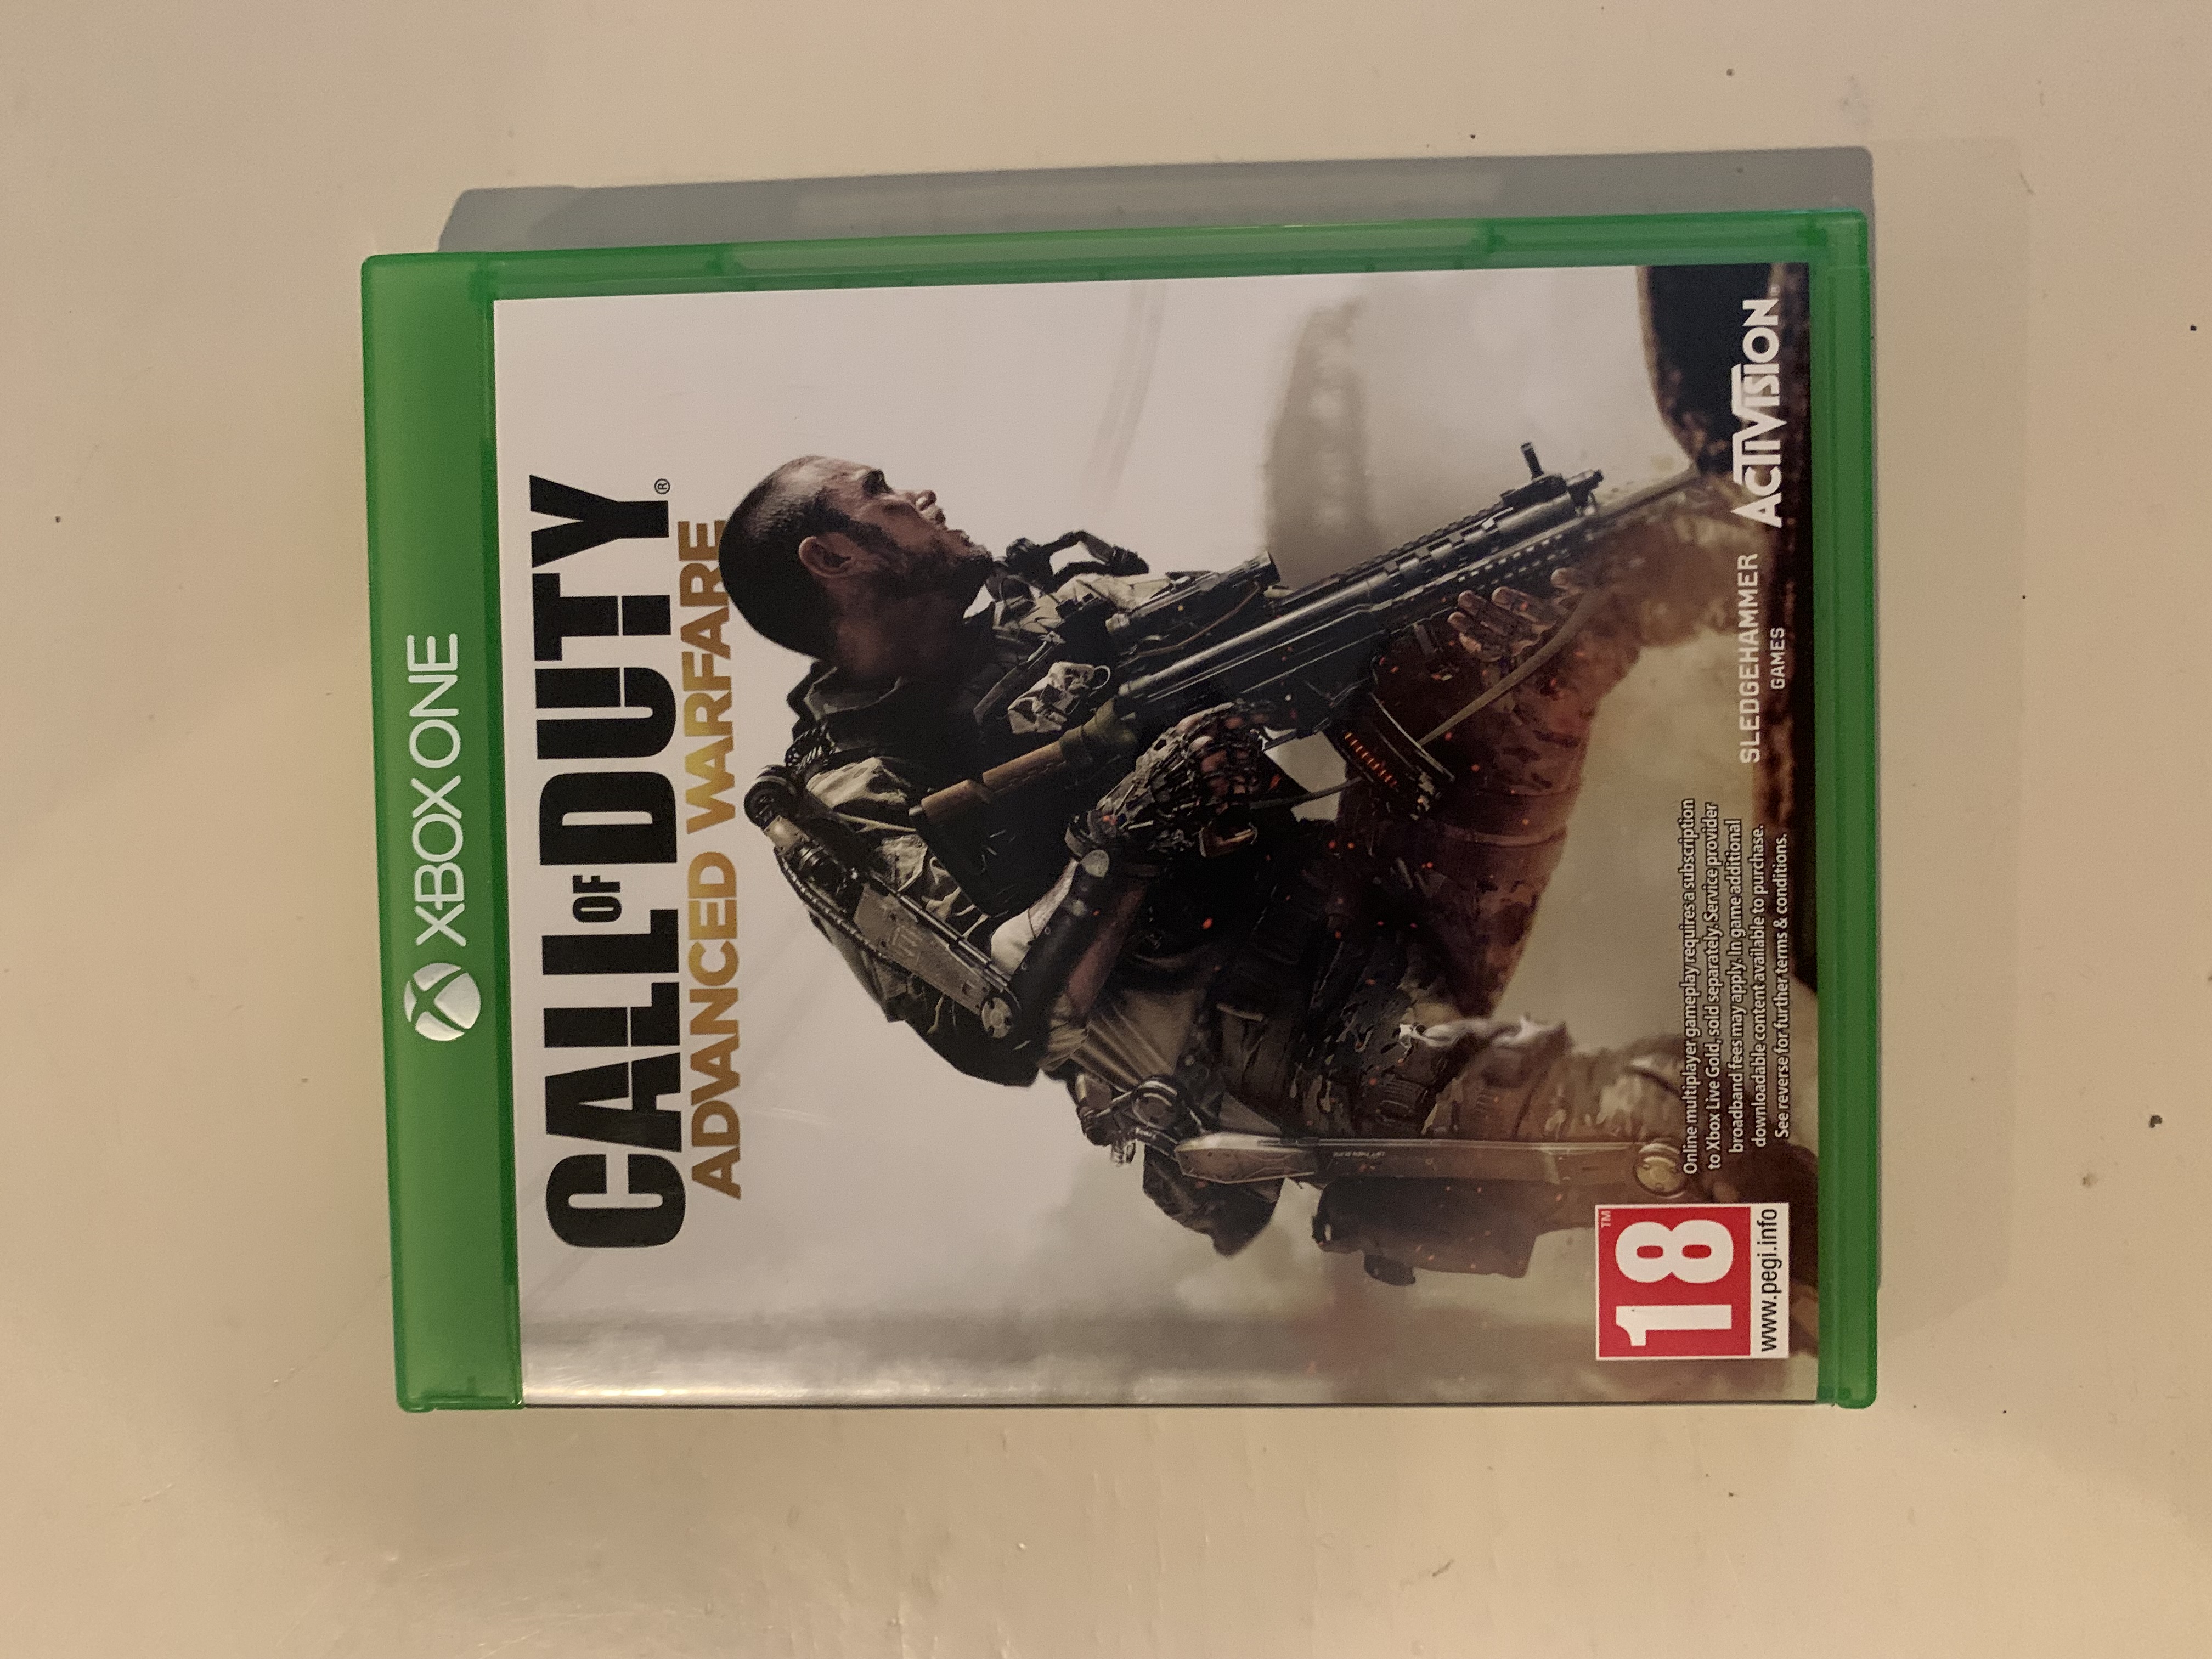 XBOX ONE
CALL OF DUTY®
ADVANCED WARFARE
18™
www.pegi.info
Online multiplayer gameplay requires a subscription
to Xbox Live Gold, sold separately. Service provider
broadband fees may apply. In game additional
downloadable content available to purchase.
See reverse for further terms & conditions.
SLEDGEHAMMER
GAMES
ACTIVISION